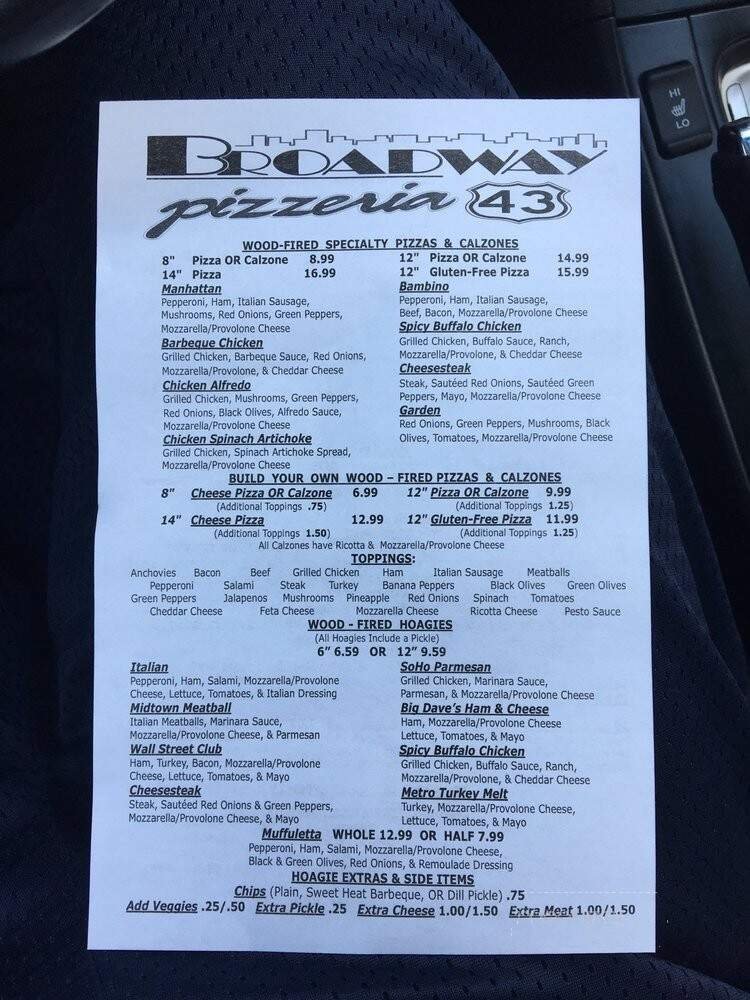 HI
LO
BROADWAY
pizzeria 43
WOOD-FIRED SPECIALTY PIZZAS & CALZONES
8" Pizza OR Calzone 8.99
14" Pizza 16.99
12" Pizza OR Calzone 14.99
12" Gluten-Free Pizza 15.99
Manhattan
Pepperoni, Ham, Italian Sausage,
Mushrooms, Red Onions, Green Peppers,
Mozzarella/Provolone Cheese
Barbeque Chicken
Grilled Chicken, Barbeque Sauce, Red Onions,
Mozzarella/Provolone, & Cheddar Cheese
Chicken Alfredo
Grilled Chicken, Mushrooms, Green Peppers,
Red Onions, Black Olives, Alfredo Sauce,
Mozzarella/Provolone Cheese
Chicken Spinach Artichoke
Grilled Chicken, Spinach Artichoke Spread,
Mozzarella/Provolone Cheese
Bambino
Pepperoni, Ham, Italian Sausage,
Beef, Bacon, Mozzarella/Provolone Cheese
Spicy Buffalo Chicken
Grilled Chicken, Buffalo Sauce, Ranch,
Mozzarella/Provolone, & Cheddar Cheese
Cheesesteak
Steak, Sautéed Red Onions, Sautéed Green
Peppers, Mayo, Mozzarella/Provolone Cheese
Garden
Red Onions, Green Peppers, Mushrooms, Black
Olives, Tomatoes, Mozzarella/Provolone Cheese
BUILD YOUR OWN WOOD – FIRED PIZZAS & CALZONES
8" Cheese Pizza OR Calzone 6.99 12" Pizza OR Calzone 9.99
(Additional Toppings .75) (Additional Toppings 1.25)
14" Cheese Pizza 12.99 12" Gluten-Free Pizza 11.99
(Additional Toppings 1.50) (Additional Toppings 1.25)
All Calzones have Ricotta & Mozzarella/Provolone Cheese
TOPPINGS:
Anchovies Bacon Beef Grilled Chicken Ham Italian Sausage Meatballs
Pepperoni Salami Steak Turkey Banana Peppers Black Olives Green Olives
Green Peppers Jalapenos Mushrooms Pineapple Red Onions Spinach Tomatoes
Cheddar Cheese Feta Cheese Mozzarella Cheese Ricotta Cheese Pesto Sauce
WOOD - FIRED HOAGIES
(All Hoagies Include a Pickle)
6" 6.59 OR 12" 9.59
Italian
Pepperoni, Ham, Salami, Mozzarella/Provolone
Cheese, Lettuce, Tomatoes, & Italian Dressing
Midtown Meatball
Italian Meatballs, Marinara Sauce,
Mozzarella/Provolone Cheese, & Parmesan
Wall Street Club
Ham, Turkey, Bacon, Mozzarella/Provolone
Cheese, Lettuce, Tomatoes, & Mayo
Cheesesteak
Steak, Sautéed Red Onions & Green Peppers,
Mozzarella/Provolone Cheese, & Mayo
SoHo Parmesan
Grilled Chicken, Marinara Sauce,
Parmesan, & Mozzarella/Provolone Cheese
Big Dave's Ham & Cheese
Ham, Mozzarella/Provolone Cheese
Lettuce, Tomatoes, & Mayo
Spicy Buffalo Chicken
Grilled Chicken, Buffalo Sauce, Ranch,
Mozzarella/Provolone, & Cheddar Cheese
Metro Turkey Melt
Turkey, Mozzarella/Provolone Cheese,
Lettuce, Tomatoes, & Mayo
Muffuletta WHOLE 12.99 OR HALF 7.99
Pepperoni, Ham, Salami, Mozzarella/Provolone Cheese,
Black & Green Olives, Red Onions, & Remoulade Dressing
HOAGIE EXTRAS & SIDE ITEMS
Chips (Plain, Sweet Heat Barbeque, OR Dill Pickle) .75
Add Veggies .25/.50 Extra Pickle .25 Extra Cheese 1.00/1.50 Extra Meat 1.00/1.50